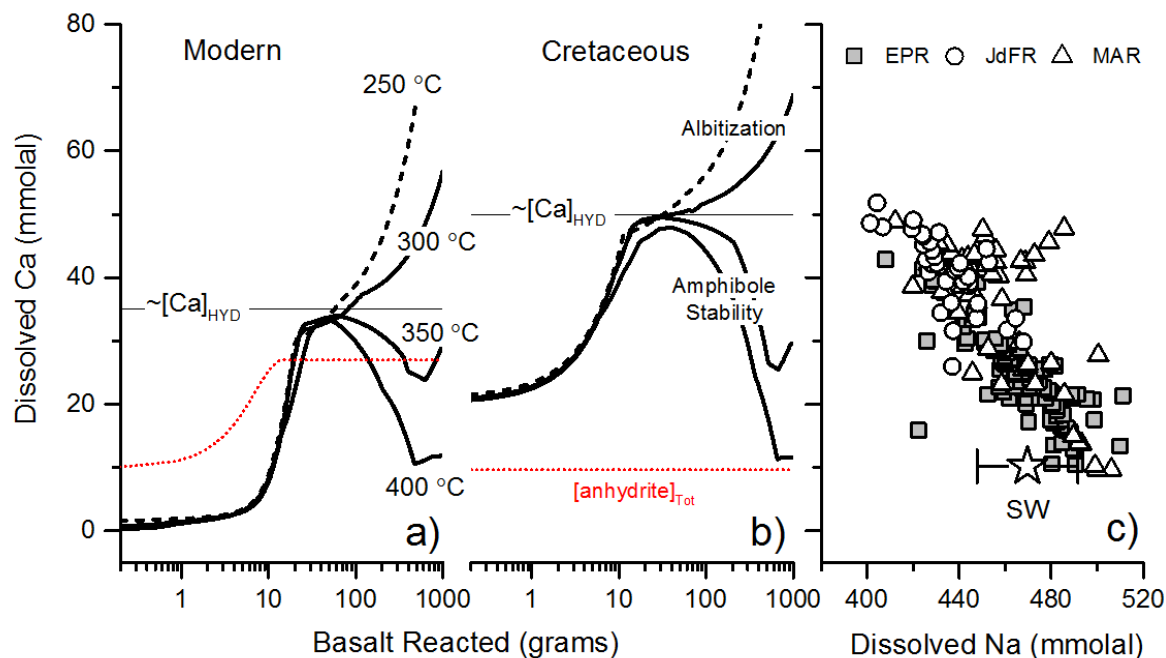 Modern
Cretaceous
EPR JdFR MAR
250 °C
Albitization
~[Ca]HYD
300 °C
~[Ca]HYD
350 °C
Amphibole
Stability
400 °C
[anhydrite]Tot
SW
a)
b)
c)
80
60
40
20
0
Dissolved Ca (mmolal)
1 10 100 1000
1 10 100 1000
400 440 480 520
Basalt Reacted (grams)
Dissolved Na (mmolal)